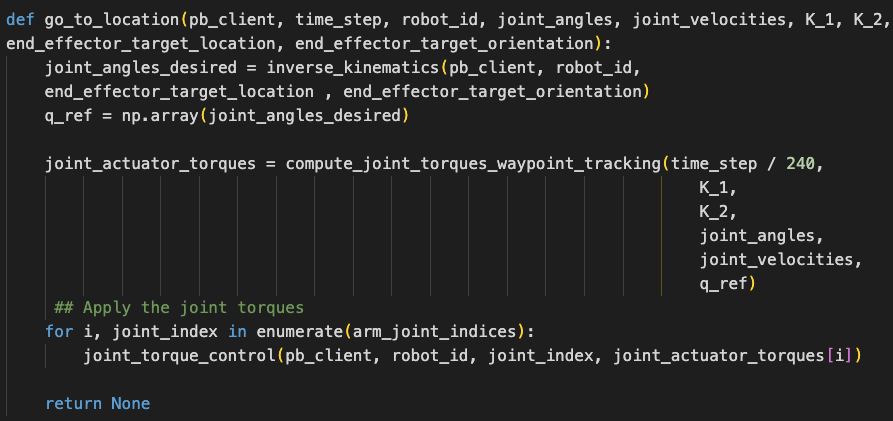 def go_to_location(pb_client, time_step, robot_id, joint_angles, joint_velocities, K_1, K_2,
end_effector_target_location, end_effector_target_orientation):
joint_angles_desired = inverse_kinematics(pb_client, robot_id,
end_effector_target_location , end_effector_target_orientation)
q_ref = np.array(joint_angles_desired)
joint_actuator_torques = compute_joint_torques_waypoint_tracking(time_step / 240,
K_1,
K_2,
joint_angles,
joint_velocities,
q_ref)
## Apply the joint torques
for i, joint_index in enumerate(arm_joint_indices):
joint_torque_control(pb_client, robot_id, joint_index, joint_actuator_torques[i])
return None